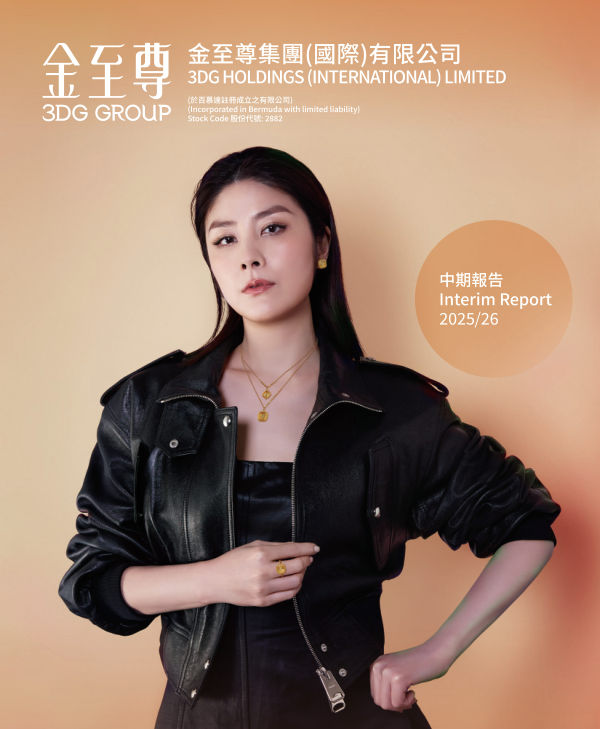 金至尊
3DG GROUP
金至尊集團(國際)有限公司
3DG HOLDINGS (INTERNATIONAL) LIMITED
(於百慕達註冊成立之有限公司)
(Incorporated in Bermuda with limited liability)
Stock Code 股份代號: 2882
中期報告
Interim Report
2025/26